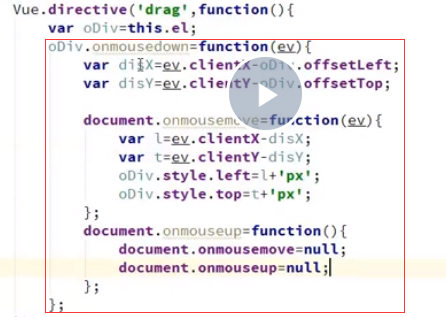 Vue.directive('drag',function(){
var oDiv=this.el;
oDiv.onmousedown=function(ev){
var disX=ev.clientX-oDiv.offsetLeft;
var disY=ev.clientY-oDiv.offsetTop;
document.onmousemove=function(ev){
var l=ev.clientX-disX;
var t=ev.clientY-disY;
oDiv.style.left=l+'px';
oDiv.style.top=t+'px';
};
document.onmouseup=function(){
document.onmousemove=null;
document.onmouseup=null;
};
};